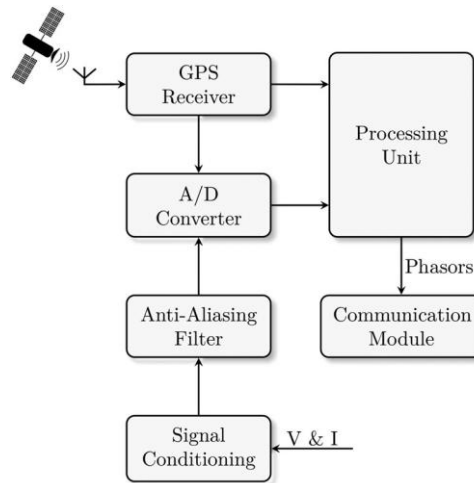 GPS
Receiver
Processing
Unit
A/D
Converter
Phasors
Anti-Aliasing
Filter
Communication
Module
Signal
Conditioning
V & I